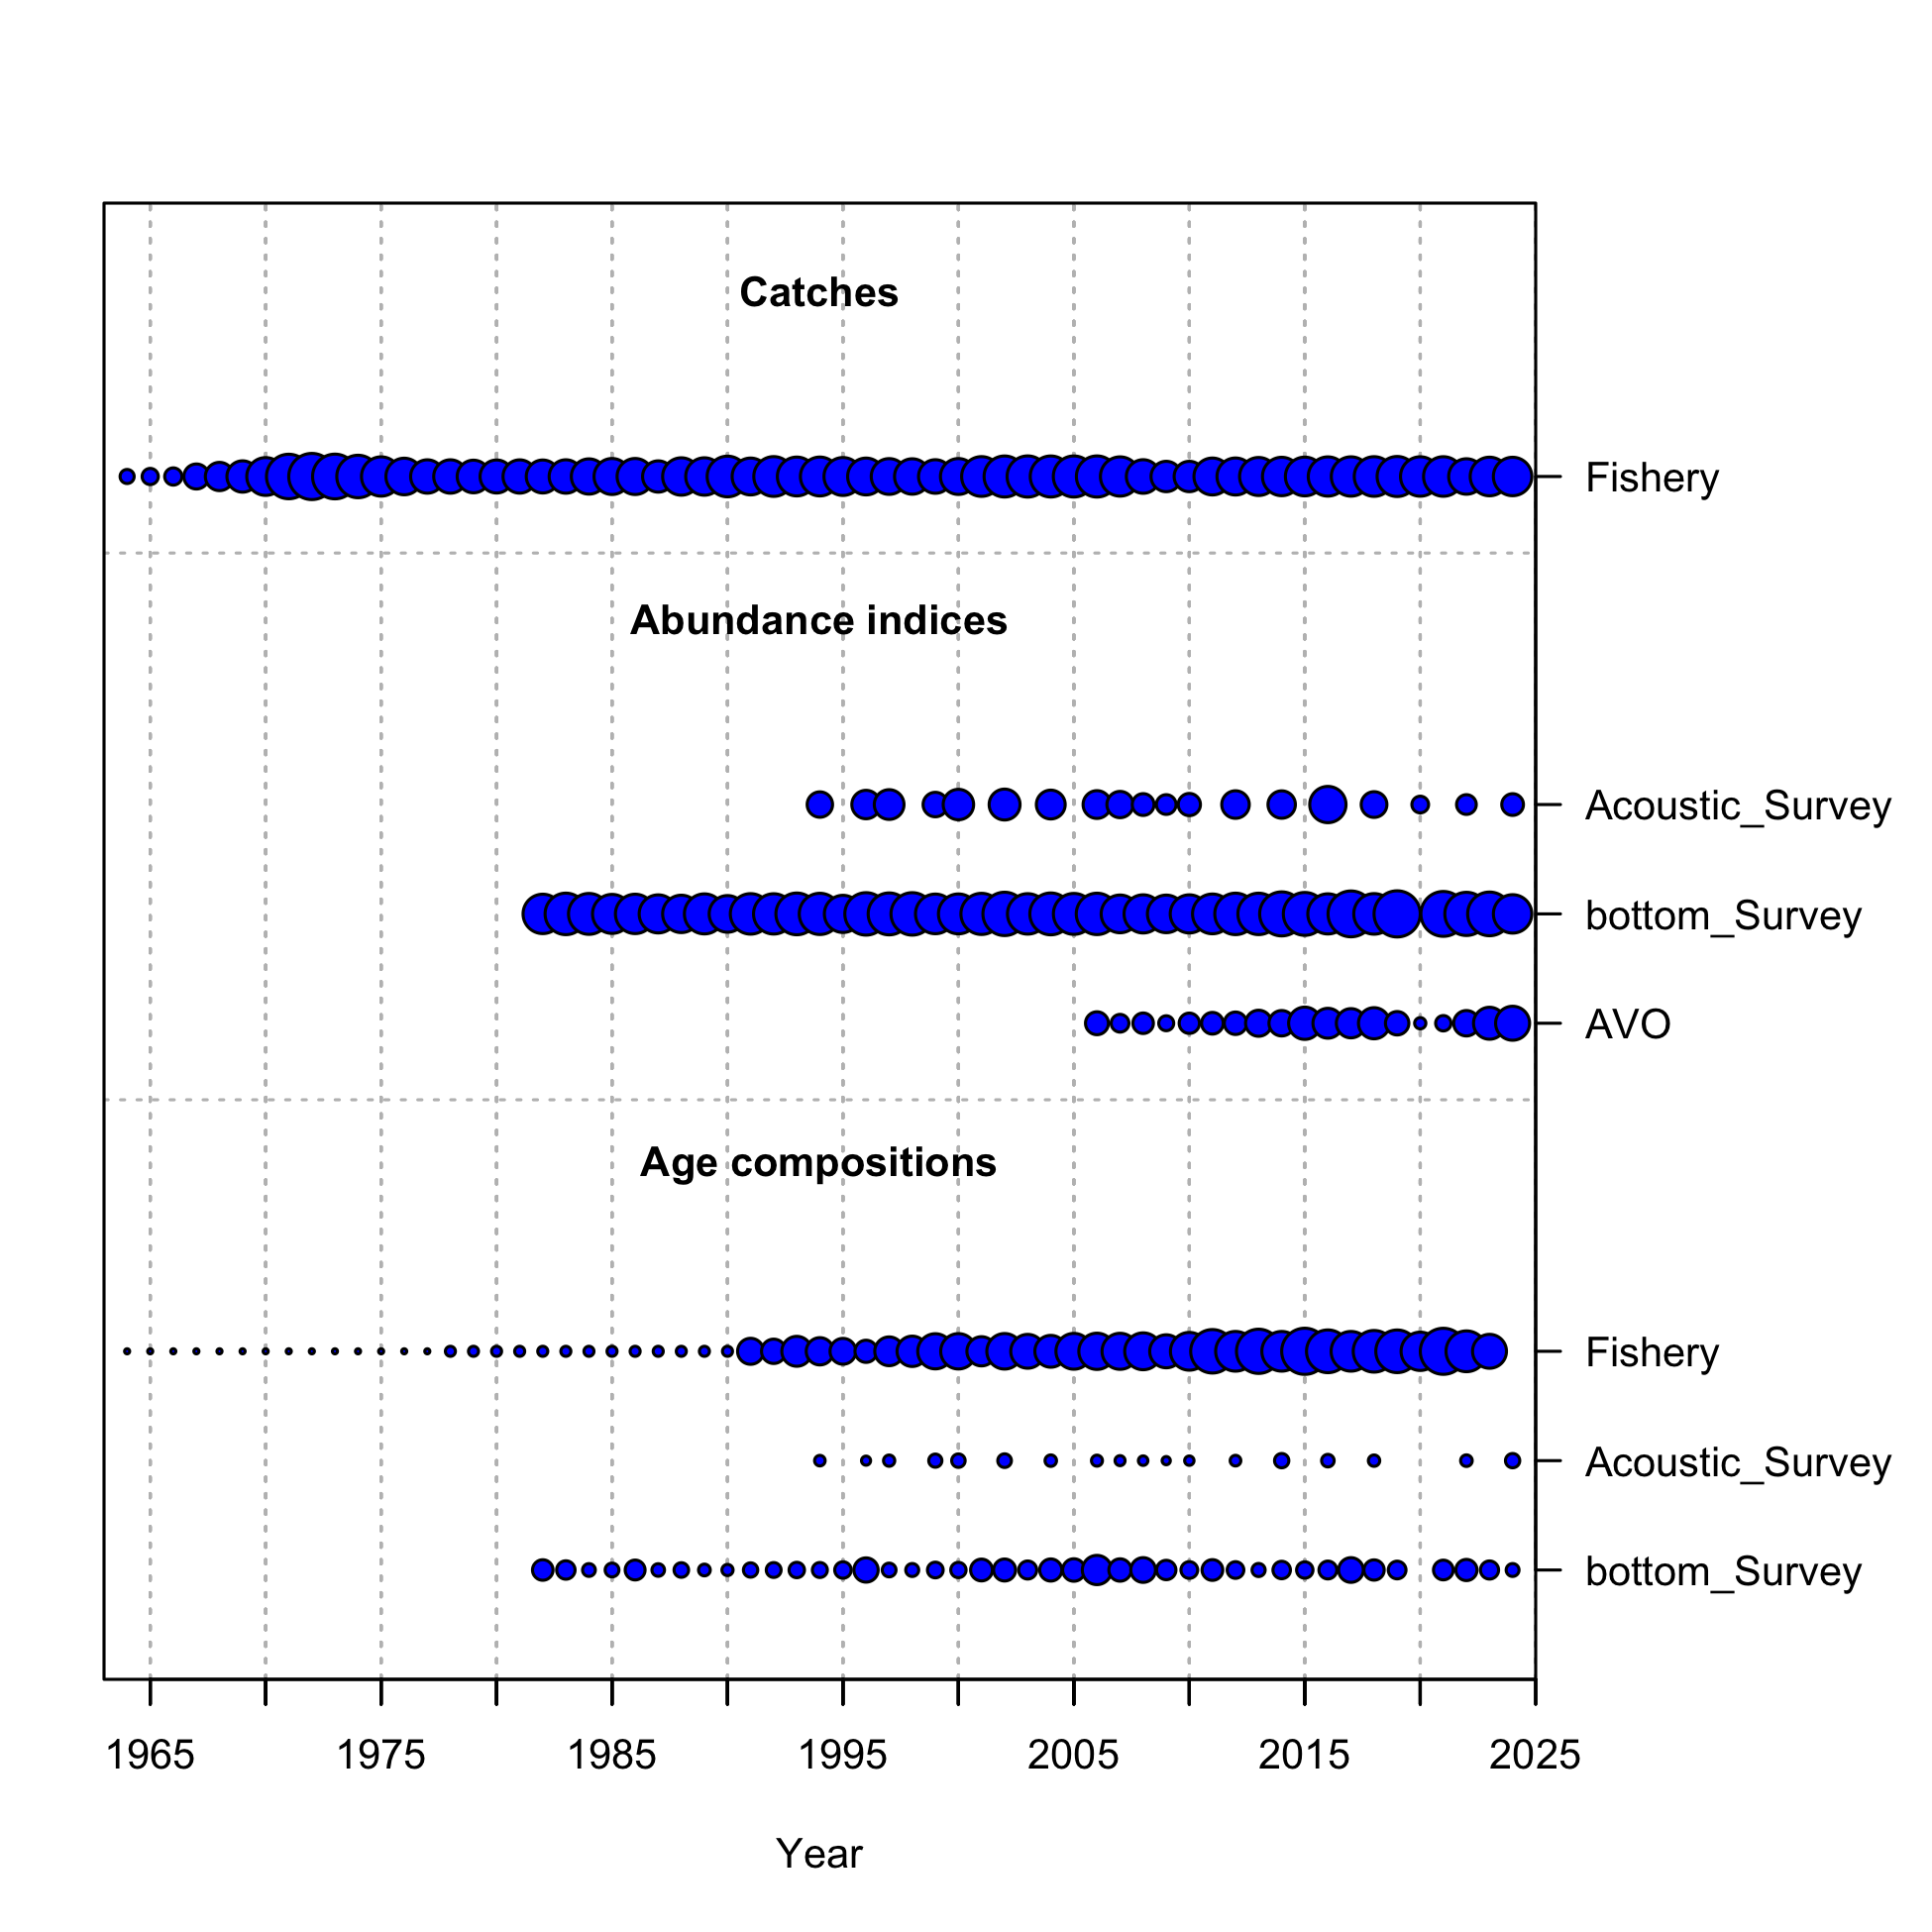 Catches
Fishery
Abundance indices
Acoustic_Survey
bottom_Survey
AVO
Age compositions
Fishery
Acoustic_Survey
bottom_Survey
1965 1975 1985 1995 2005 2015 2025
Year